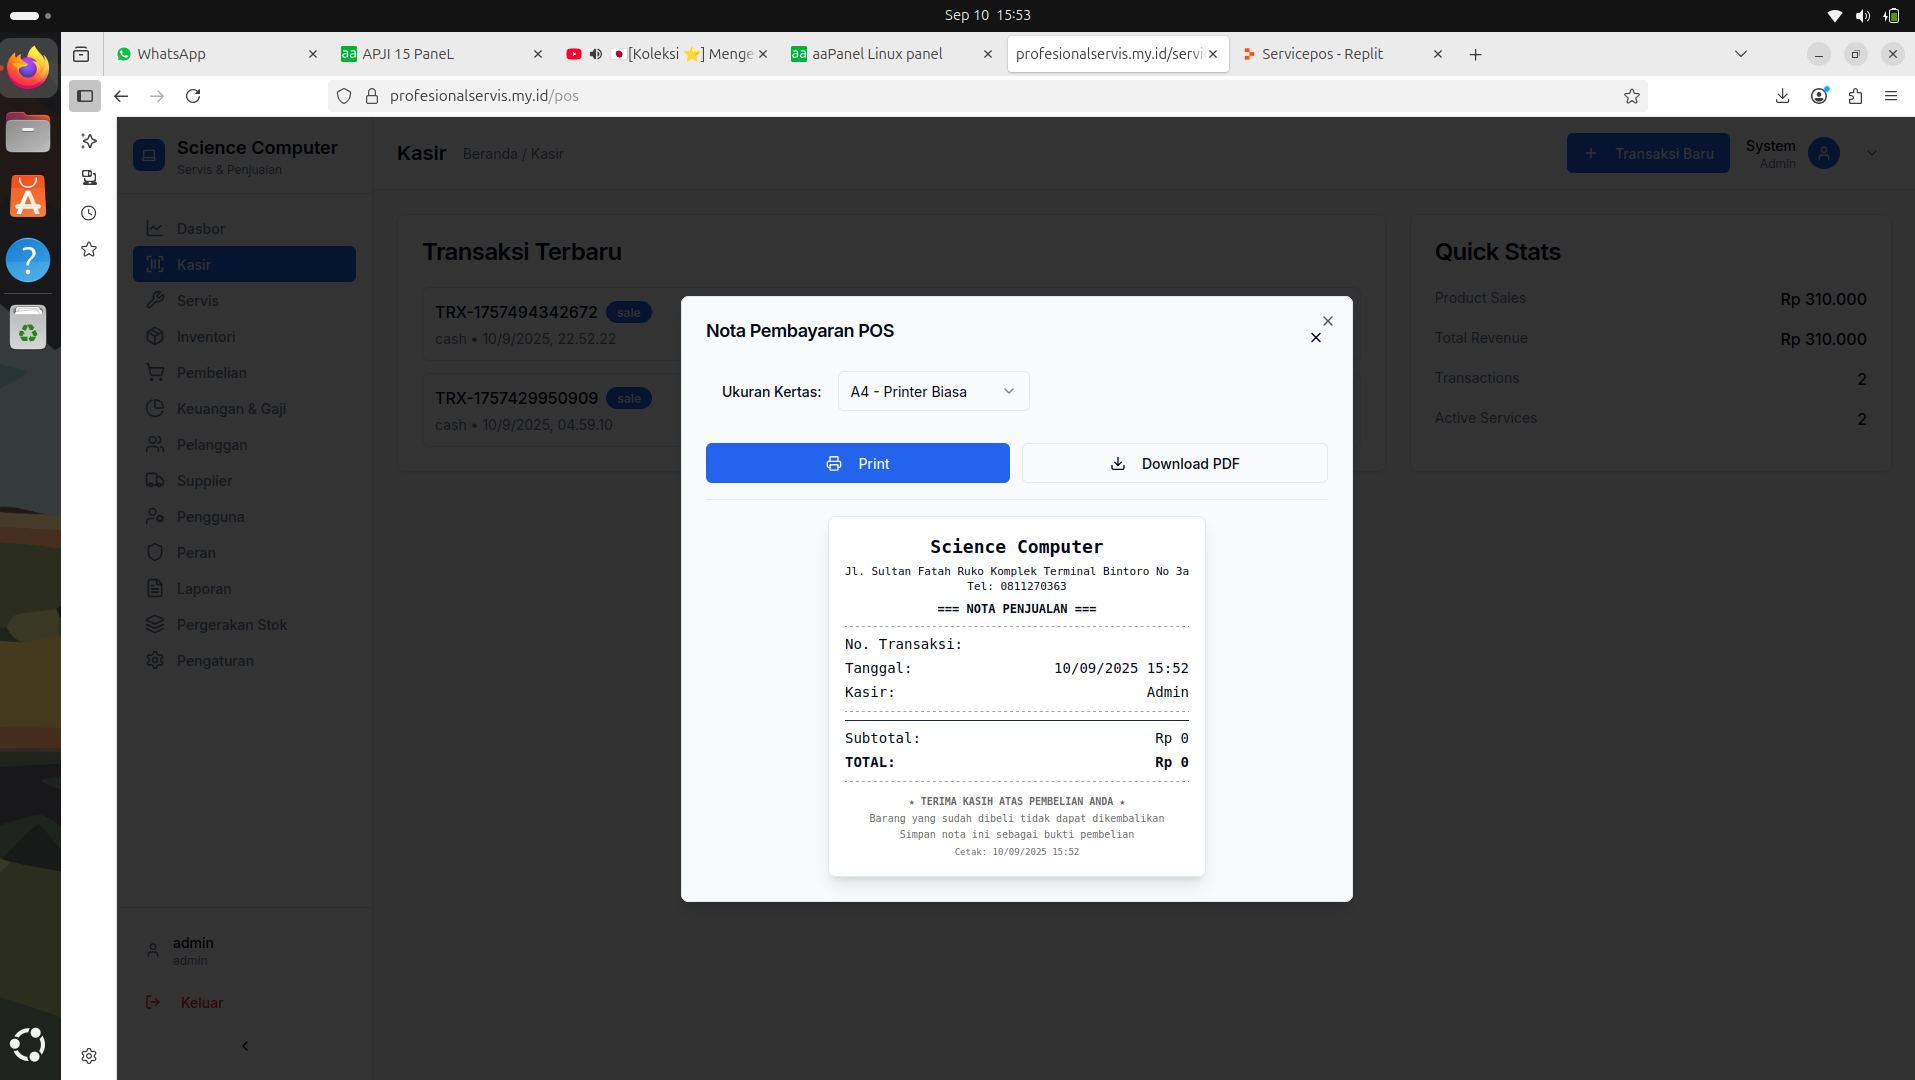 Sep 10 15:53
WhatsApp
APJI 15 PaneL
[Koleksi ⭐] Menge
aaPanel Linux panel
profesionalservis.my.id/servi
Servicepos - Replit
profesionalservis.my.id/pos
Science Computer
Servis & Penjualan
Kasir
Beranda / Kasir
Transaksi Baru
System
Admin
Dasbor
Kasir
Servis
Inventori
Pembelian
Keuangan & Gaji
Pelanggan
Supplier
Pengguna
Peran
Laporan
Pergerakan Stok
Pengaturan
admin
admin
Keluar
Transaksi Terbaru
TRX-1757494342672 sale
cash • 10/9/2025, 22.52.22
TRX-1757429950909 sale
cash • 10/9/2025, 04.59.10
Quick Stats
Product Sales Rp 310.000
Total Revenue Rp 310.000
Transactions 2
Active Services 2
Nota Pembayaran POS
Ukuran Kertas: A4 - Printer Biasa
Print
Download PDF
Science Computer
Jl. Sultan Fatah Ruko Komplek Terminal Bintoro No 3a
Tel: 0811270363
=== NOTA PENJUALAN ===
No. Transaksi:
Tanggal: 10/09/2025 15:52
Kasir: Admin
Subtotal: Rp 0
TOTAL: Rp 0
★ TERIMA KASIH ATAS PEMBELIAN ANDA ★
Barang yang sudah dibeli tidak dapat dikembalikan
Simpan nota ini sebagai bukti pembelian
Cetak: 10/09/2025 15:52